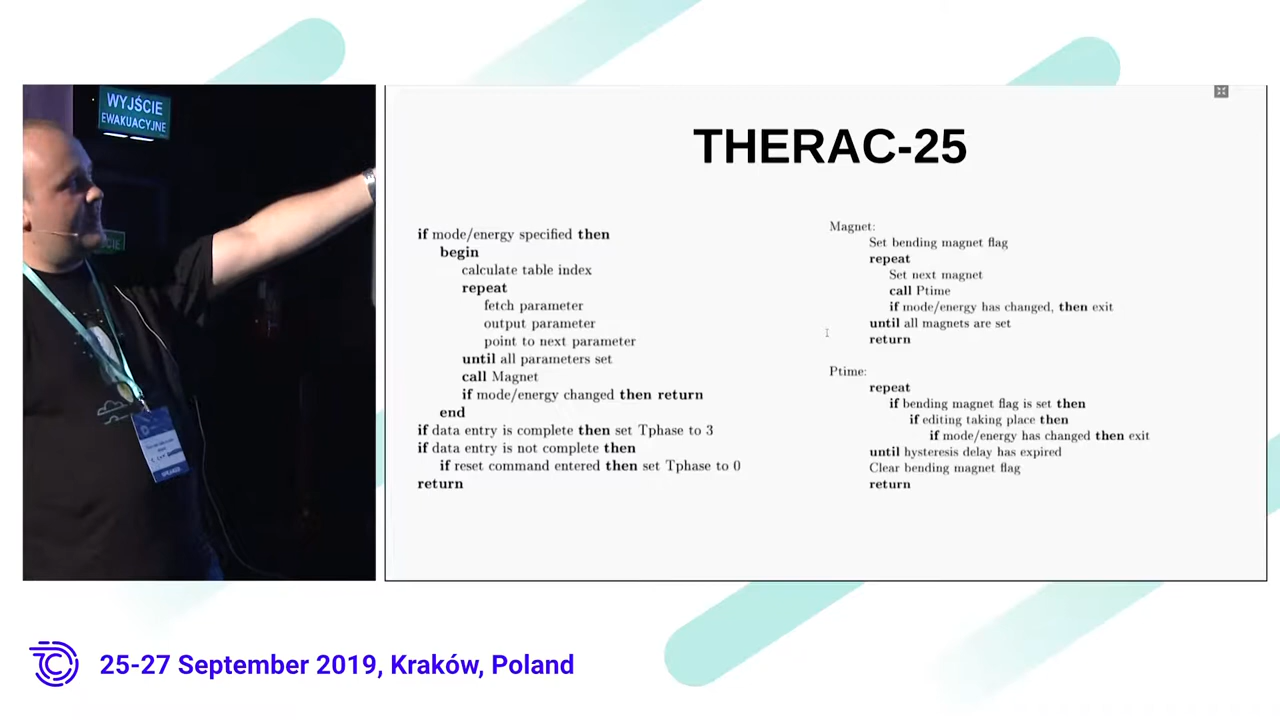 WYJŚCIE
EWAKUACYJNE
THERAC-25
if mode/energy specified then
begin
calculate table index
repeat
fetch parameter
output parameter
point to next parameter
until all parameters set
call Magnet
if mode/energy changed then return
end
if data entry is complete then set Tphase to 3
if data entry is not complete then
if reset command entered then set Tphase to 0
return
Magnet:
Set bending magnet flag
repeat
Set next magnet
call Ptime
if mode/energy has changed, then exit
until all magnets are set
return
Ptime:
repeat
if bending magnet flag is set then
if editing taking place then
if mode/energy has changed then exit
until hysteresis delay has expired
Clear bending magnet flag
return
25-27 September 2019, Kraków, Poland